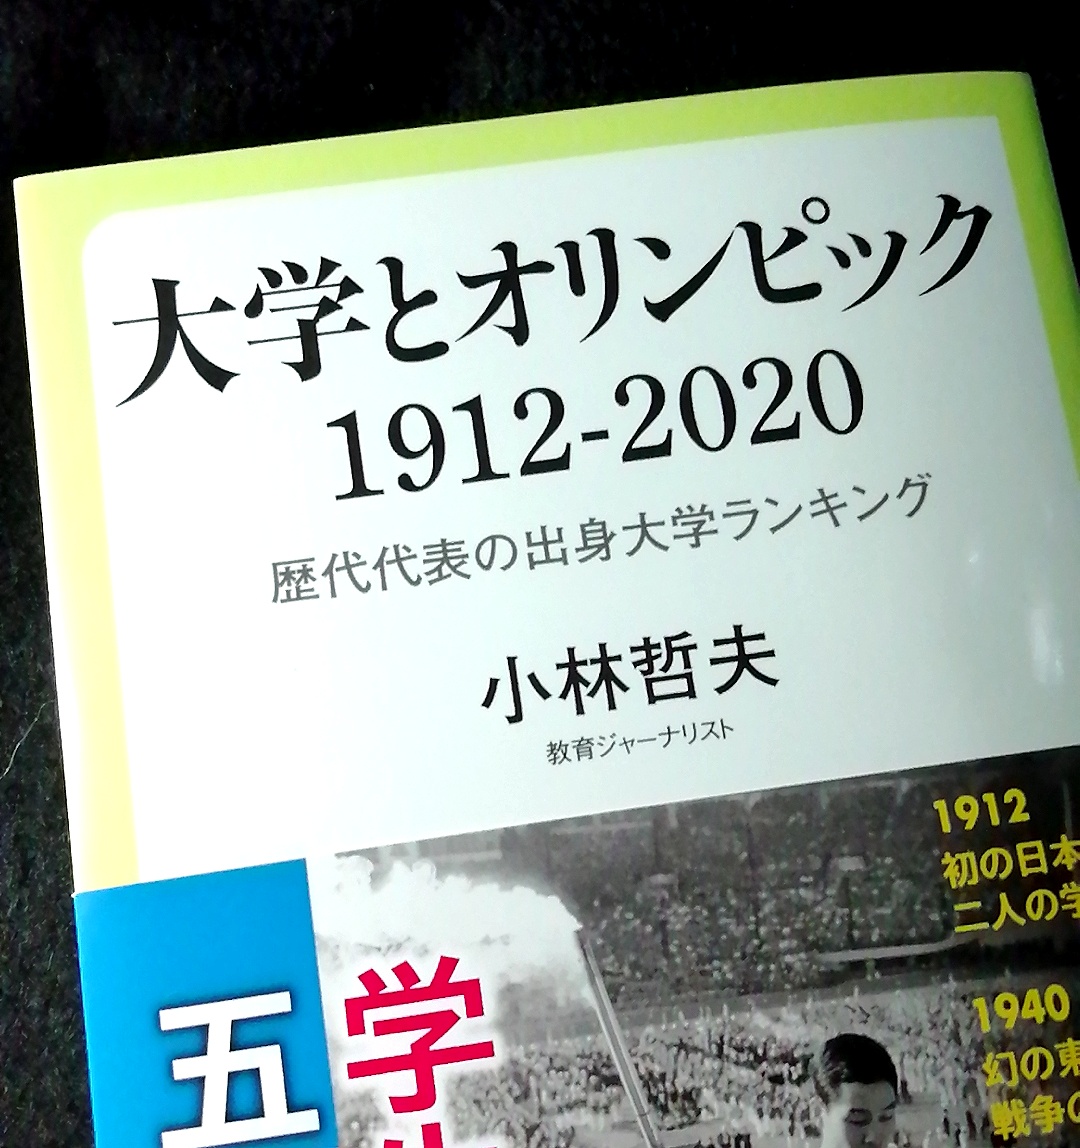 大学とオリンピック
1912-2020
歴代代表の出身大学ランキング
小林哲夫
教育ジャーナリスト
1912
初の日本
二人の学
1940
幻の東
戦争の
学
五